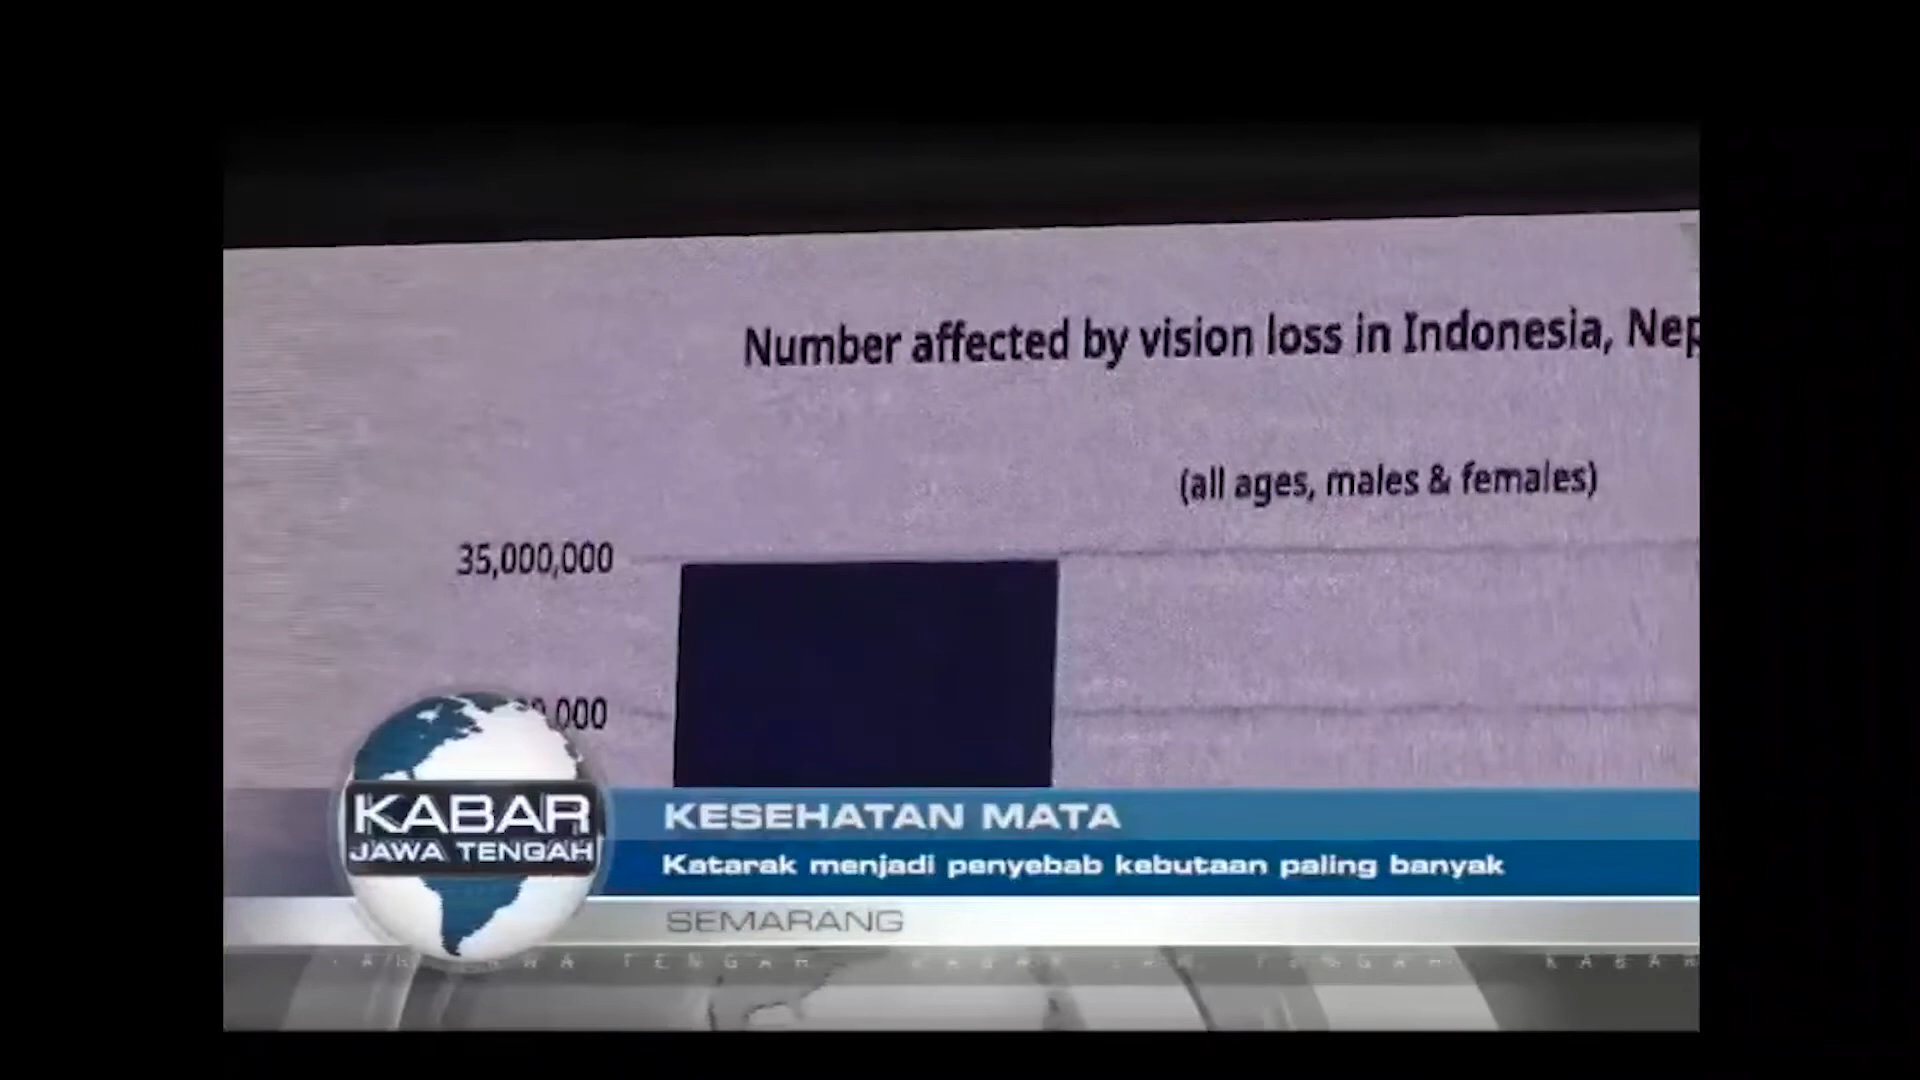 Number affected by vision loss in Indonesia,
(all ages, males & females)
35,000,000
,000
KABAR
JAWA TENGAH
KESEHATAN MATA
Katarak menjadi penyebab kebutaan paling banyak
SEMARANG